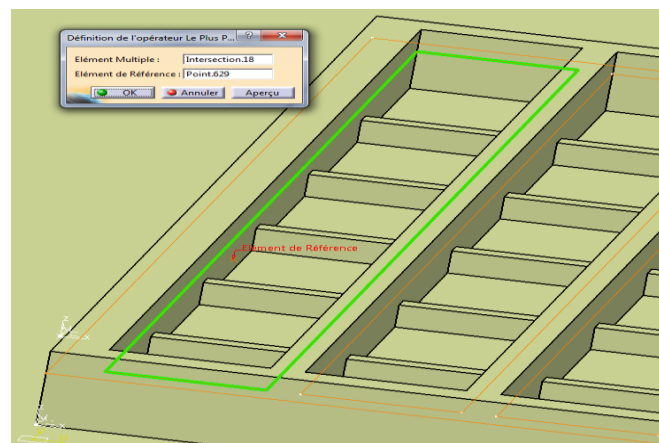 Définition de l'opérateur Le Plus P...
Elément Multiple :
Intersection.18
Elément de Référence :
Point.629
OK
Annuler
Aperçu
Elément de Référence